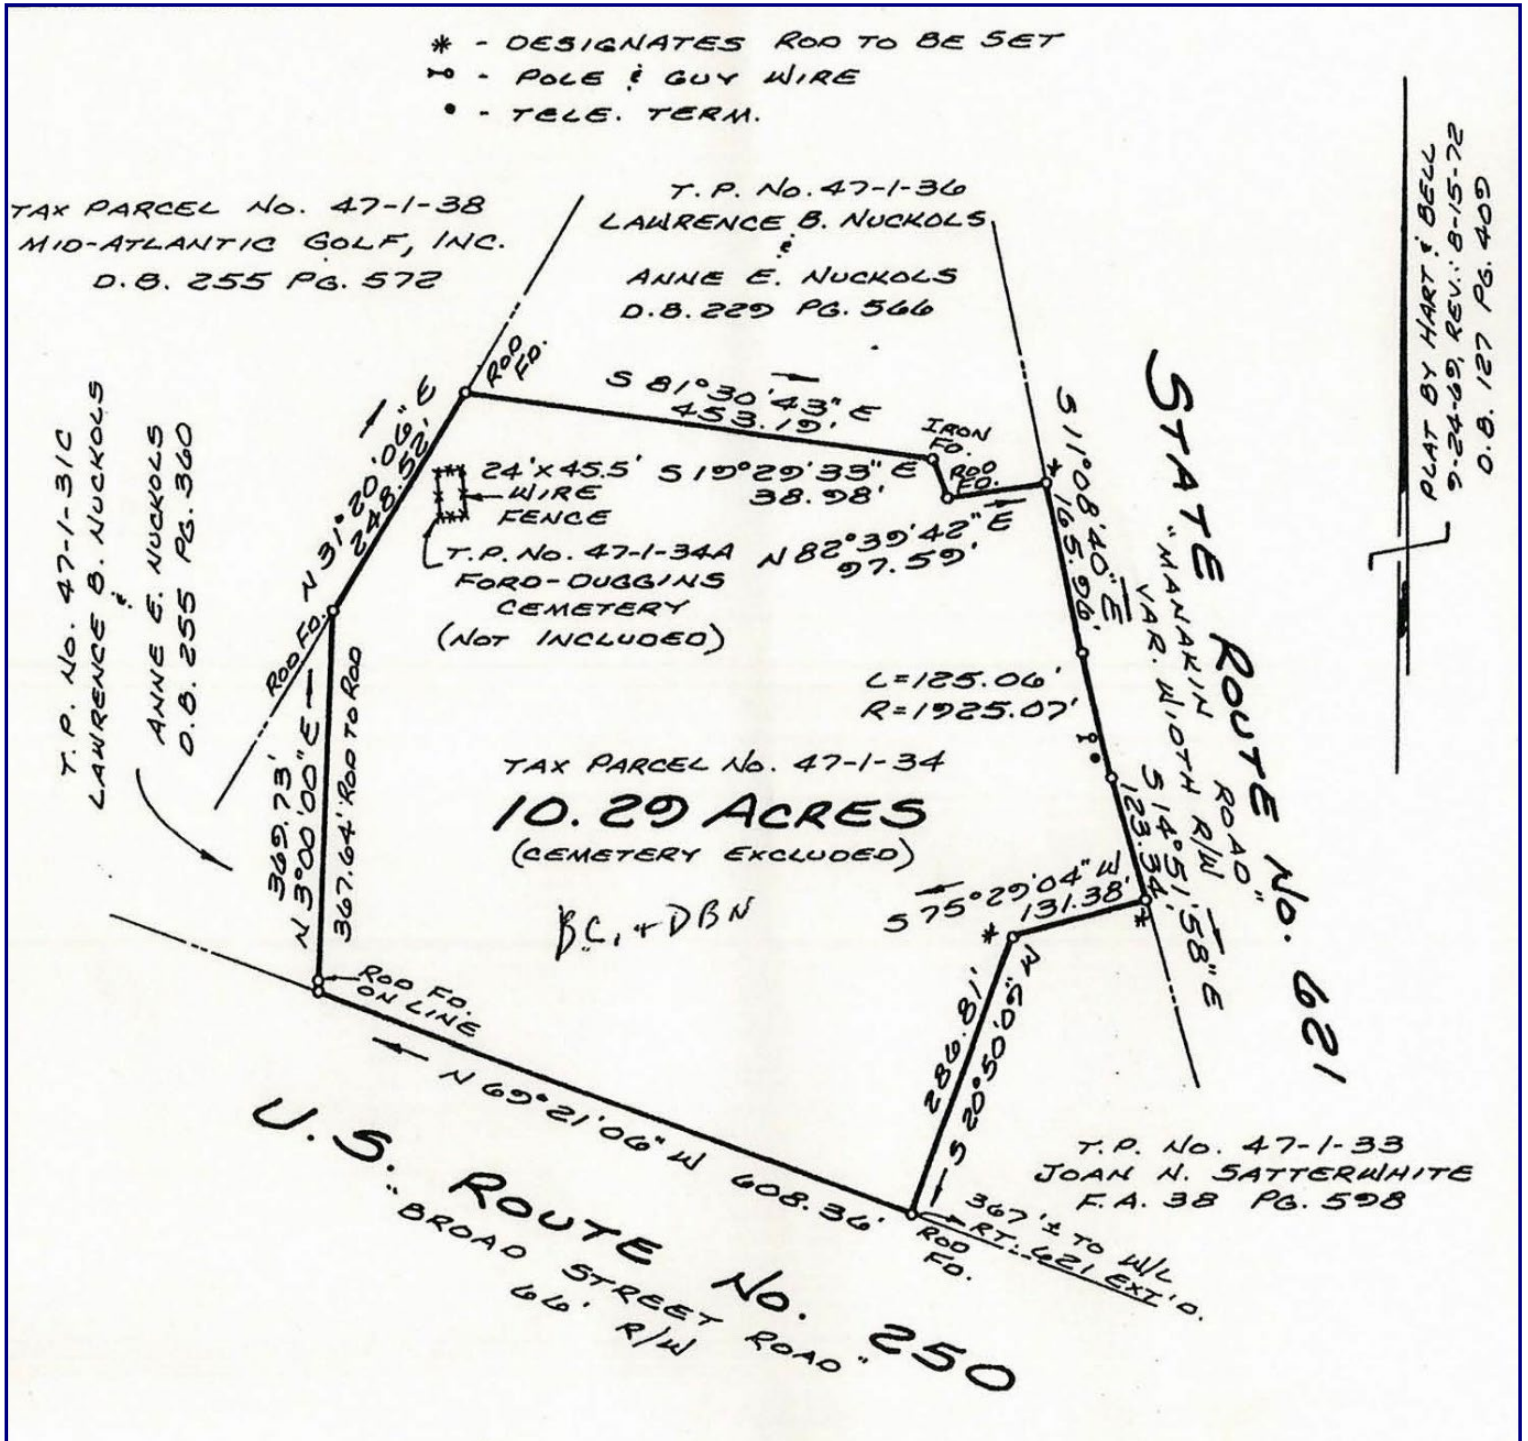 * - DESIGNATES ROD TO BE SET
- POLE & GUY WIRE
• - TELE. TERM.
TAX PARCEL No. 47-1-38
MID-ATLANTIC GOLF, INC.
D.B. 255 PG. 572
T.P. No. 47-1-36
LAWRENCE B. NUCKOLS
&
ANNE E. NUCKOLS
D.B. 229 PG. 566
PLAT BY HART & BELL
9-24-69, REV.: 8-15-72
D.B. 127 PG. 409
T.P. No. 47-1-31C
LAWRENCE B. NUCKOLS
&
ANNE E. NUCKOLS
D.B. 255 PG. 360
N 31°20'06" E
248.52'
ROD
FD.
S 81°30'43" E
453.19'
IRON
FD.
S 19°29'33" E
38.98'
ROD
FD.
N 82°39'42" E
97.59'
*
S 11°08'40" E
165.96'
24' x 45.5'
WIRE
FENCE
T.P. No. 47-1-34A
FORD-DUGGINS
CEMETERY
(NOT INCLUDED)
ROD FD.
369.73'
N 3°00'00" E
367.64' ROD TO ROD
L=125.06'
R=1925.07'
STATE ROUTE No. 621
"MANAKIN ROAD"
VAR. WIDTH R/W
S 14°51'58" E
123.34'
TAX PARCEL No. 47-1-34
10.29 ACRES
(CEMETERY EXCLUDED)
B.C. + DBN
S 75°29'04" W
131.38'
*
*
286.81'
S 20°50'09" W
ROD FD.
ON LINE
N 69°21'06" W 608.36'
U.S. ROUTE No. 250
"BROAD STREET ROAD"
66' R/W
ROD
FD.
367'± TO W/L
RT. 621 EXT'D.
T.P. No. 47-1-33
JOAN N. SATTERWHITE
F.A. 38 PG. 598